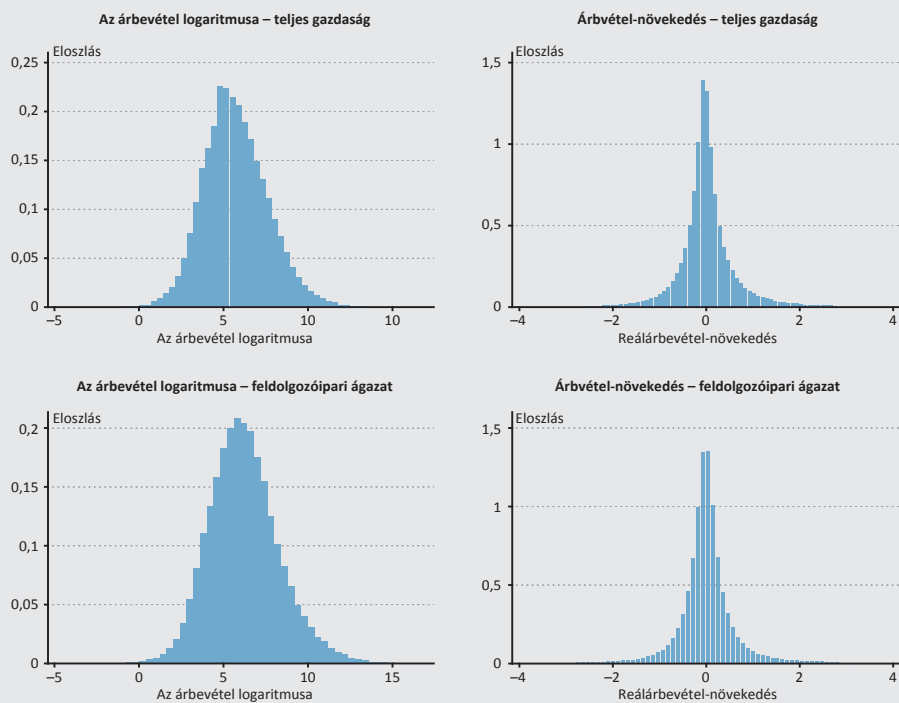 Az árbevétel logaritmusa – teljes gazdaság
Eloszlás
0,25
0,2
0,15
0,1
0,05
0
–5 0 5 10 10
Az árbevétel logaritmusa
Árbvétel-növekedés – teljes gazdaság
Eloszlás
1,5
1
0,5
0
–4 –2 0 2 4
Reálárbevétel-növekedés
Az árbevétel logaritmusa – feldolgozóipari ágazat
Eloszlás
0,2
0,15
0,1
0,05
0
–5 0 5 10 15
Az árbevétel logaritmusa
Árbvétel-növekedés – feldolgozóipari ágazat
Eloszlás
1,5
1
0,5
0
–4 –2 0 2 4
Reálárbevétel-növekedés